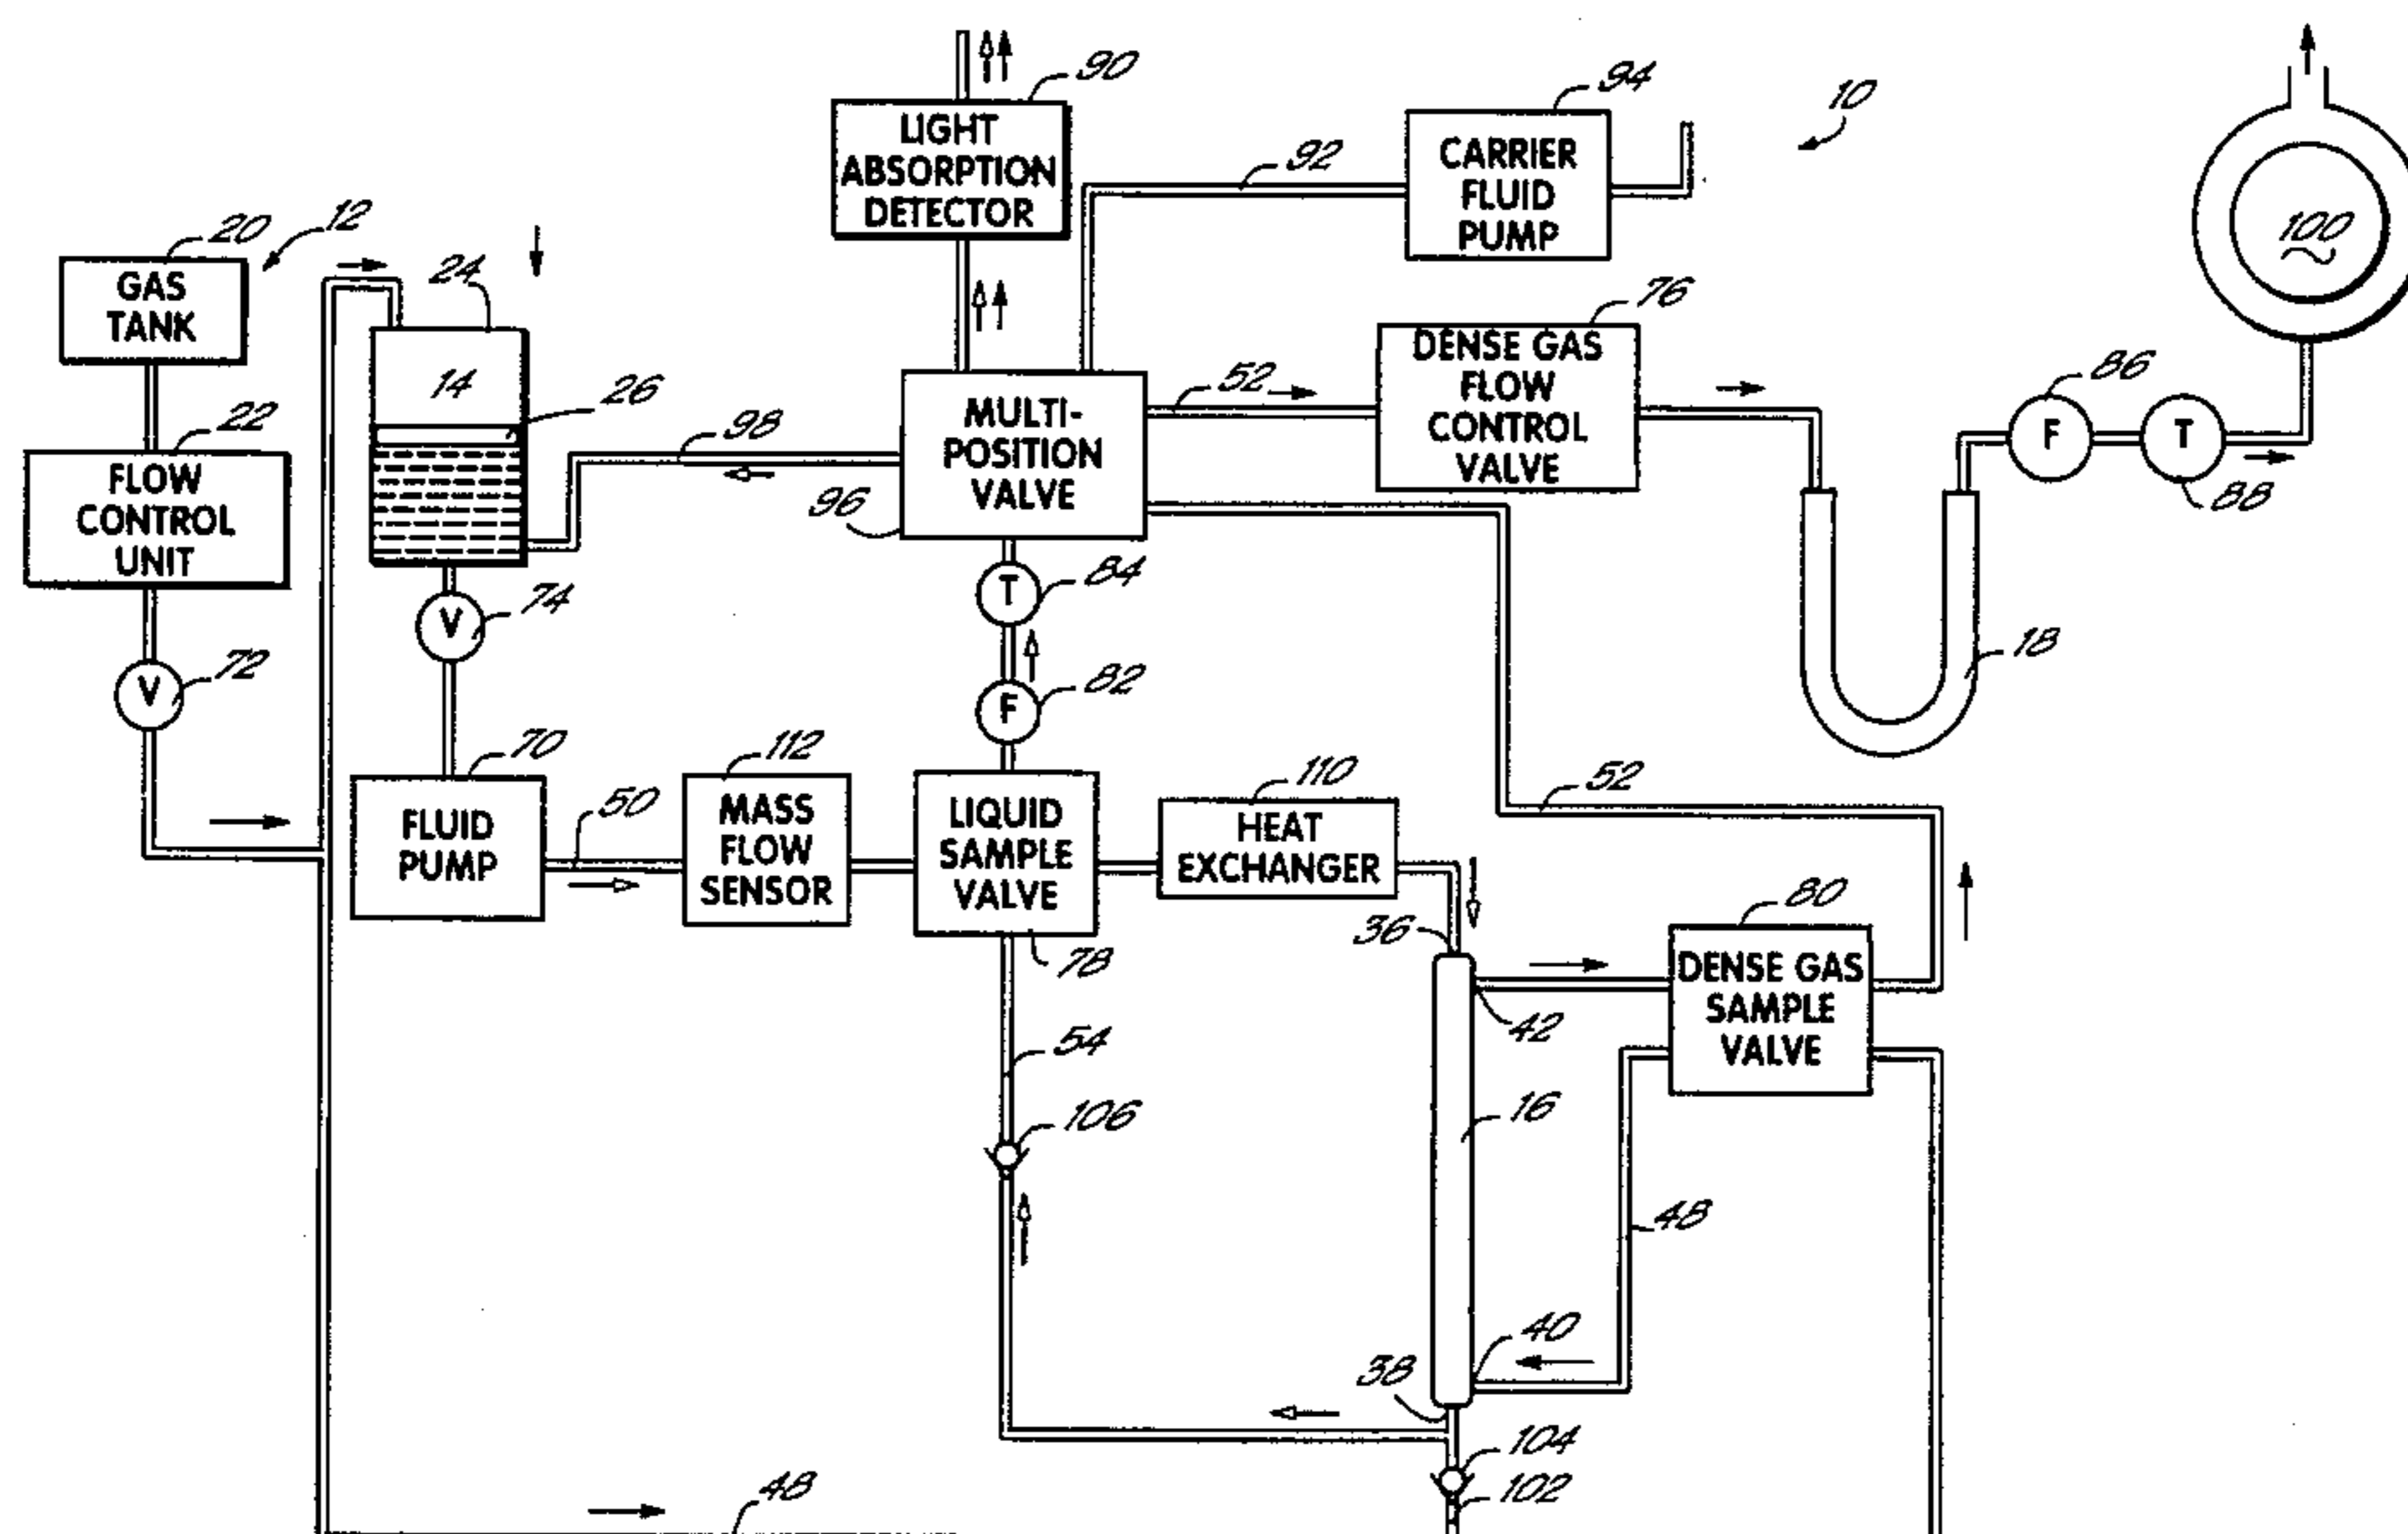 90
LIGHT
ABSORPTION
DETECTOR
94
CARRIER
FLUID
PUMP
10
92
100
20
12
GAS
TANK
24
14
26
22
FLOW
CONTROL
UNIT
98
MULTI-
POSITION
VALVE
96
52
76
DENSE GAS
FLOW
CONTROL
VALVE
86
F
T
88
18
V
74
V
72
T
84
F
82
70
FLUID
PUMP
50
112
MASS
FLOW
SENSOR
LIQUID
SAMPLE
VALVE
78
110
HEAT
EXCHANGER
52
36
80
DENSE GAS
SAMPLE
VALVE
42
54
106
16
48
40
38
104
102
48